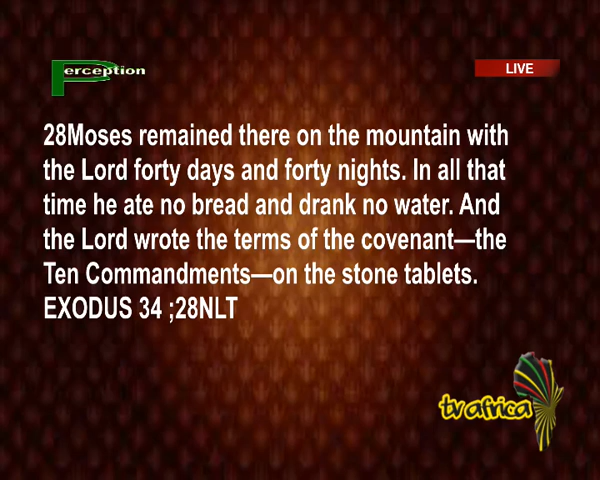 Perception
LIVE
28Moses remained there on the mountain with
the Lord forty days and forty nights. In all that
time he ate no bread and drank no water. And
the Lord wrote the terms of the covenant—the
Ten Commandments—on the stone tablets.
EXODUS 34 ;28NLT
tv africa